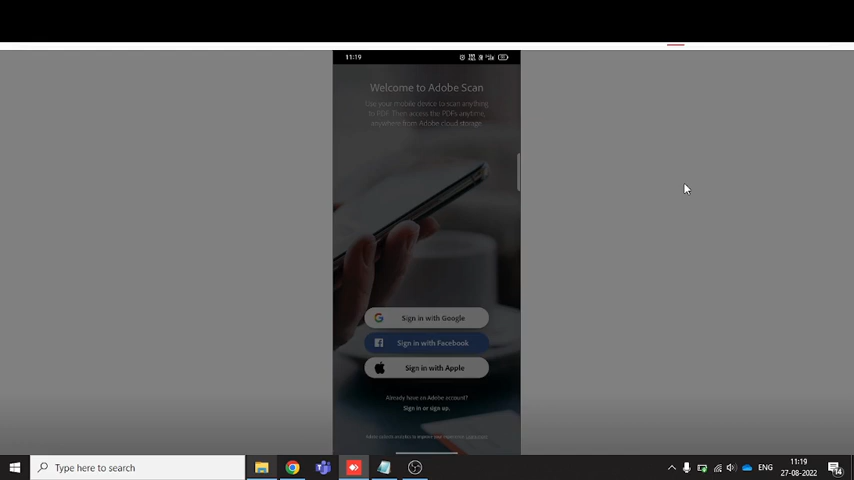 11:19
Welcome to Adobe Scan
Use your mobile device to scan anything
to PDF. Then access the PDFs anytime,
anywhere from Adobe cloud storage.
Sign in with Google
Sign in with Facebook
Sign in with Apple
Already have an Adobe account?
Sign in or sign up.
Type here to search
ENG
11:19
27-08-2022
14